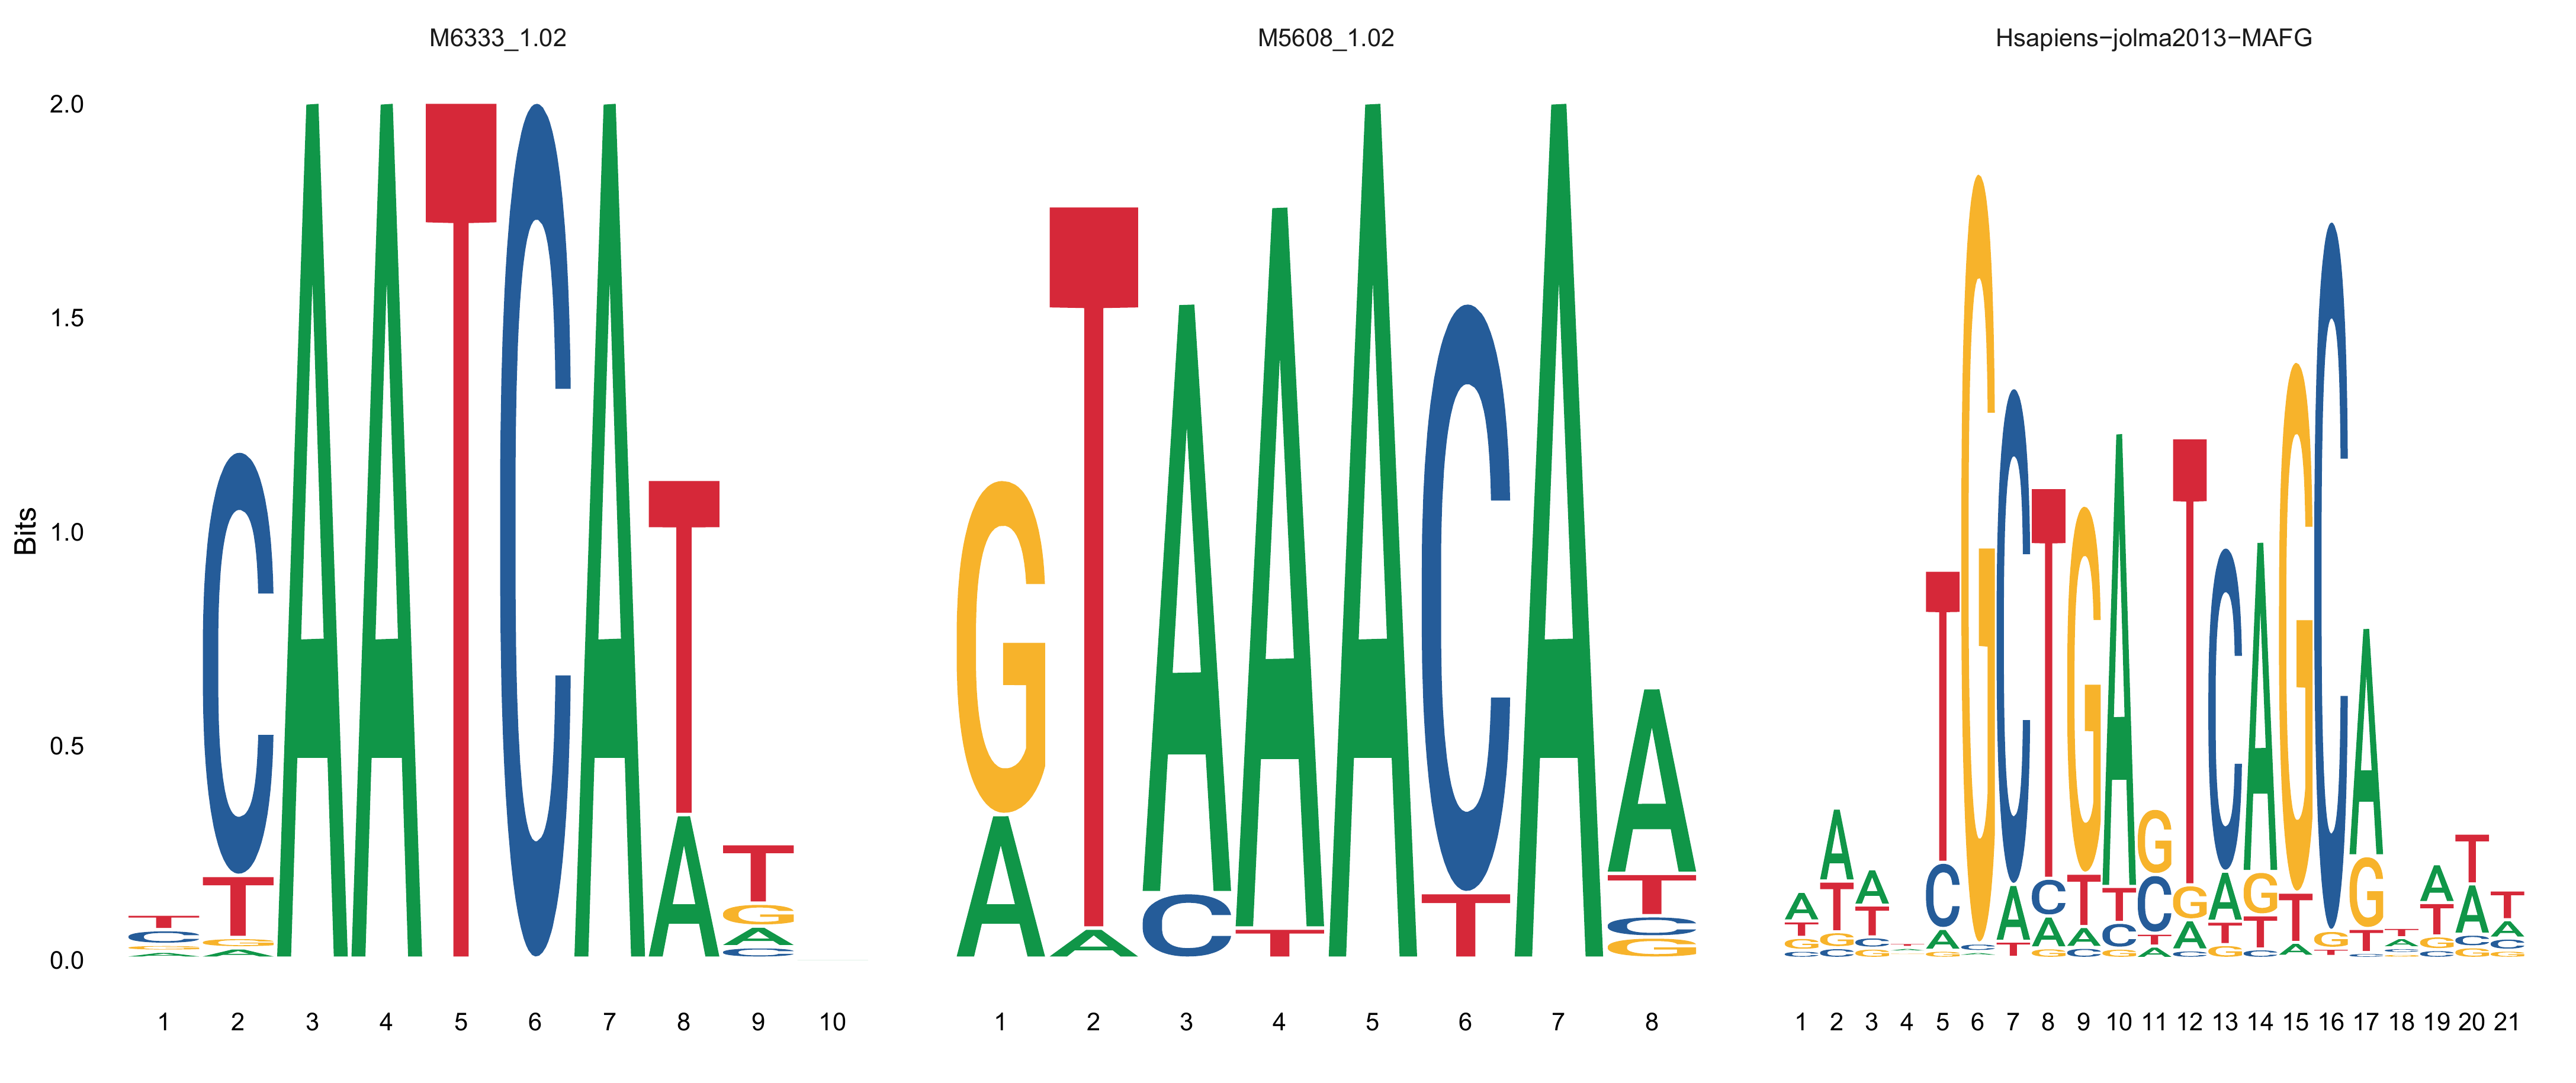 M6333_1.02 M5608_1.02 Hsapiens−jolma2013−MAFG
2.0
1.5
1.0
0.5
0.0
Bits
1 2 3 4 5 6 7 8 9 10
1 2 3 4 5 6 7 8
1 2 3 4 5 6 7 8 9 10 11 12 13 14 15 16 17 18 19 20 21
C A A T C A T
T A T
G G
A A
C
G T A A A C A A
A A C T T T
C
G
T G C T G A G T C A G C A